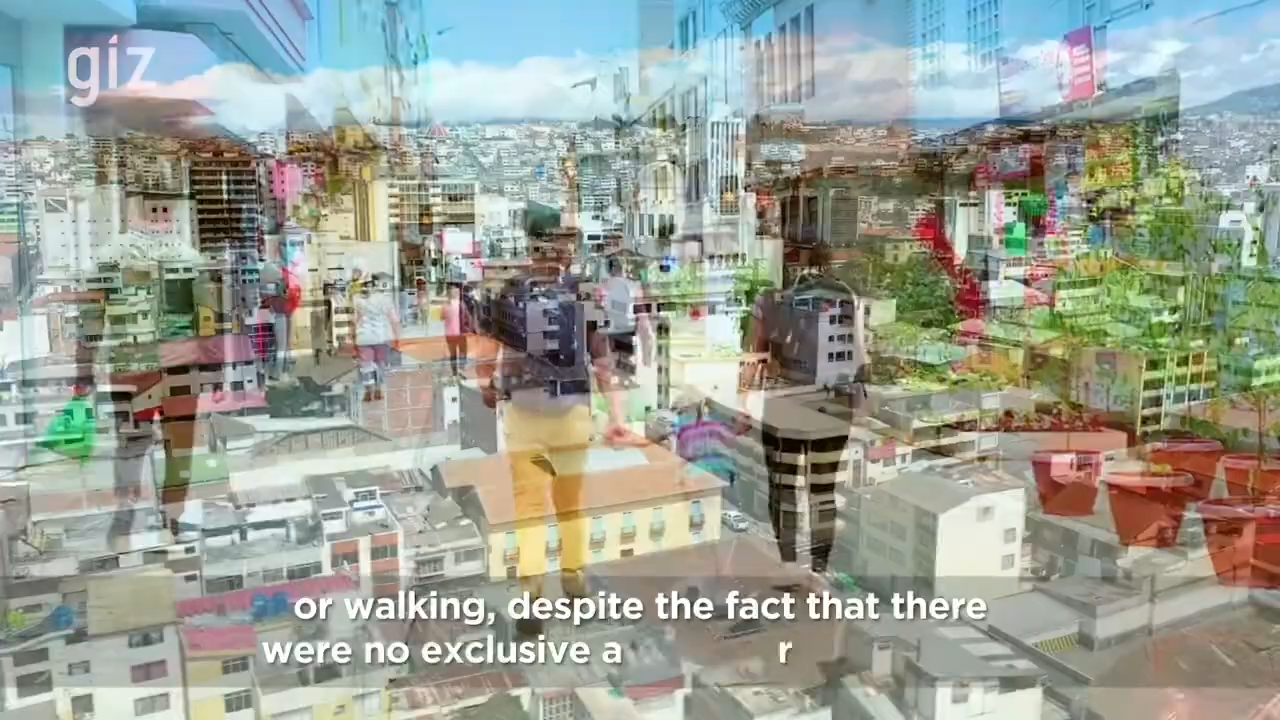 giz
or walking, despite the fact that there
were no exclusive a r